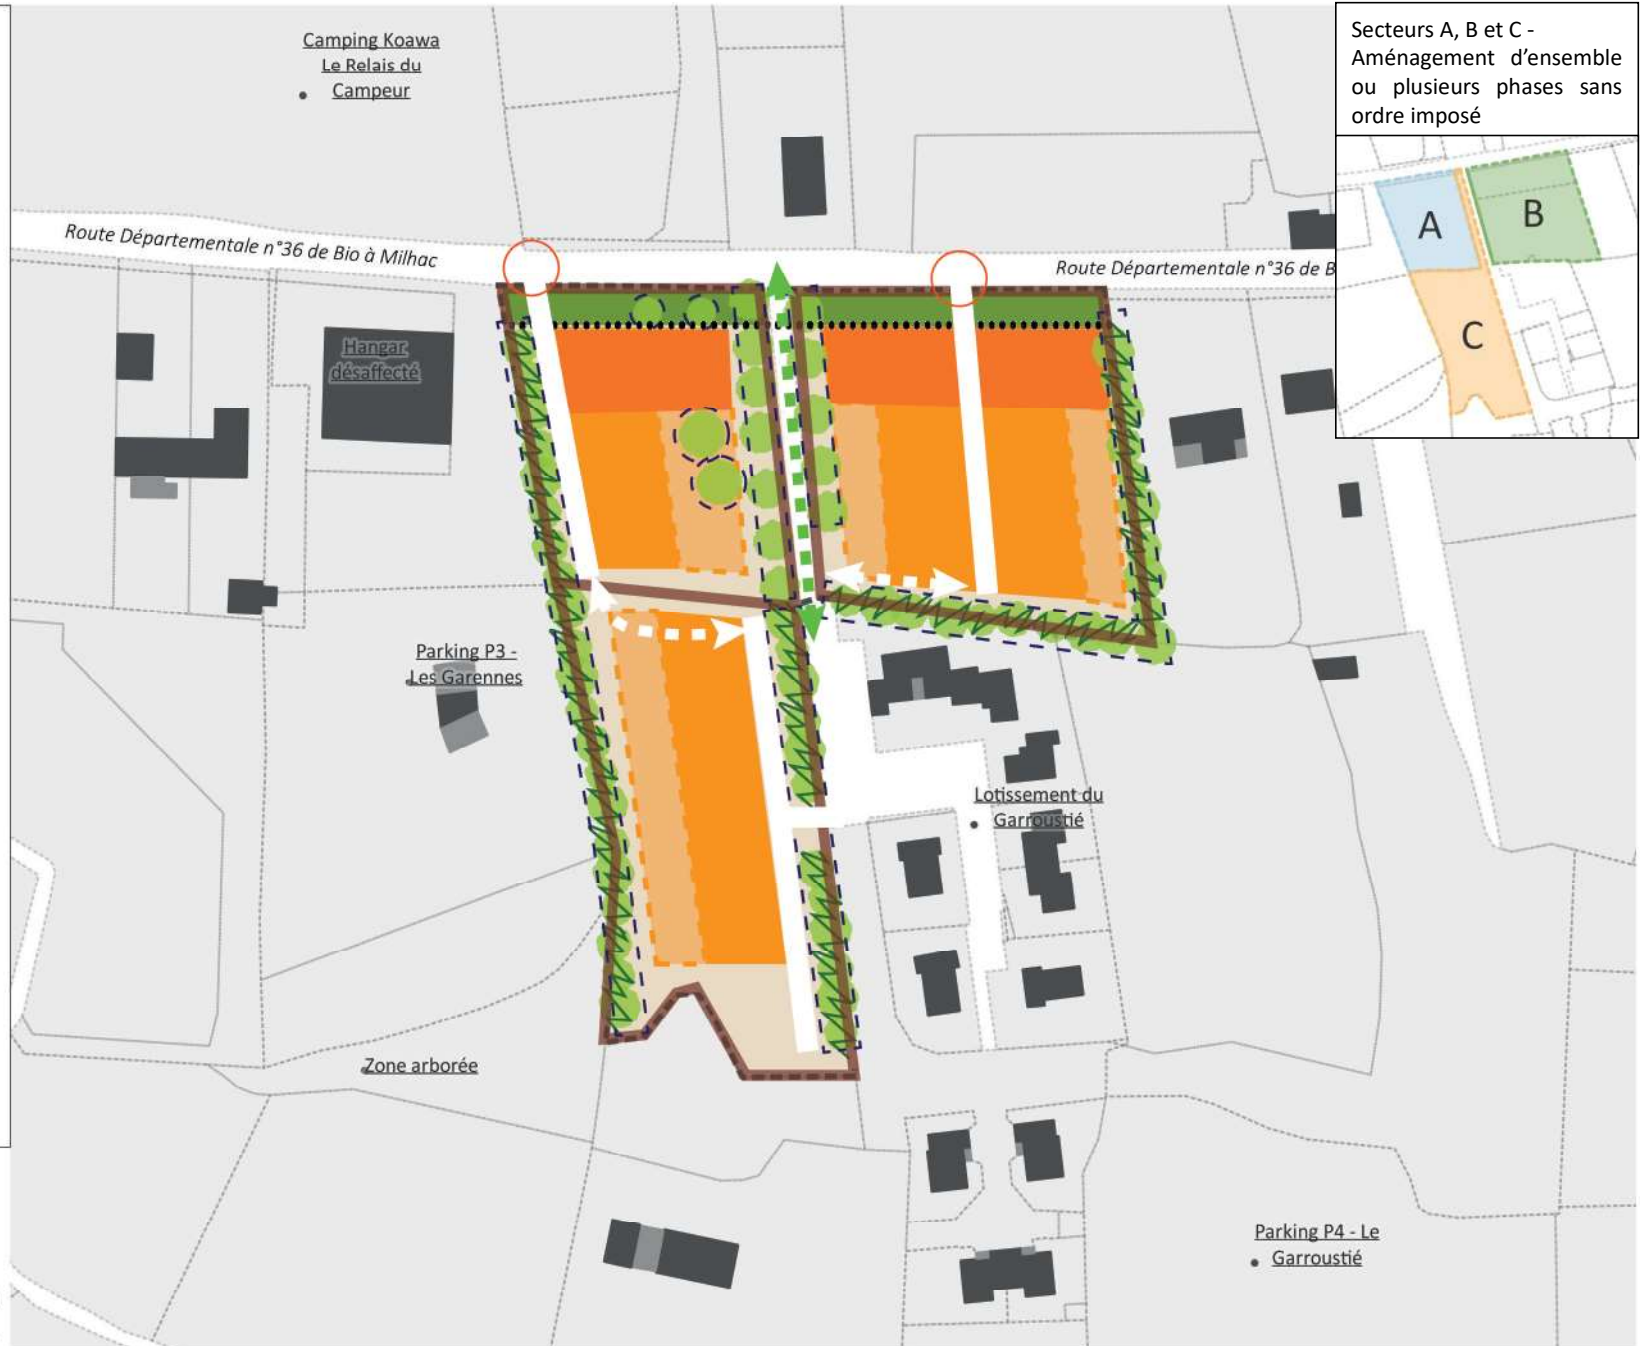 Camping Koawa
Le Relais du
Campeur
Secteurs A, B et C -
Aménagement d'ensemble
ou plusieurs phases sans
ordre imposé
A
B
C
Route Départementale n°36 de Bio à Milhac
Route Départementale n°36 de B
Hangar
désaffecté
Parking P3 -
Les Garennes
Lotissement du
Garroustié
Zone arborée
Parking P4 - Le
Garroustié